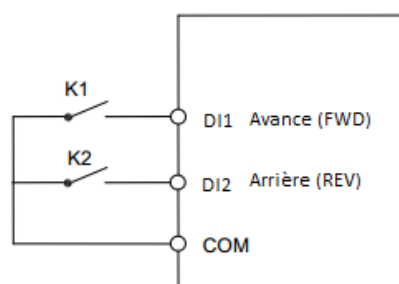 K1
DI1 Avance (FWD)
K2
DI2 Arrière (REV)
COM